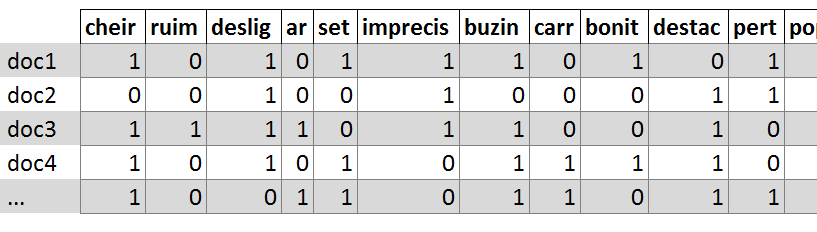 cheir ruim deslig ar set imprecis buzin carr bonit destac pert pop
doc1 1 0 1 0 1 1 1 0 1 0 1
doc2 0 0 1 0 0 1 0 0 0 1 1
doc3 1 1 1 1 0 1 1 0 0 1 0
doc4 1 0 1 0 1 0 1 1 1 1 0
... 1 0 0 1 1 0 1 1 0 1 1